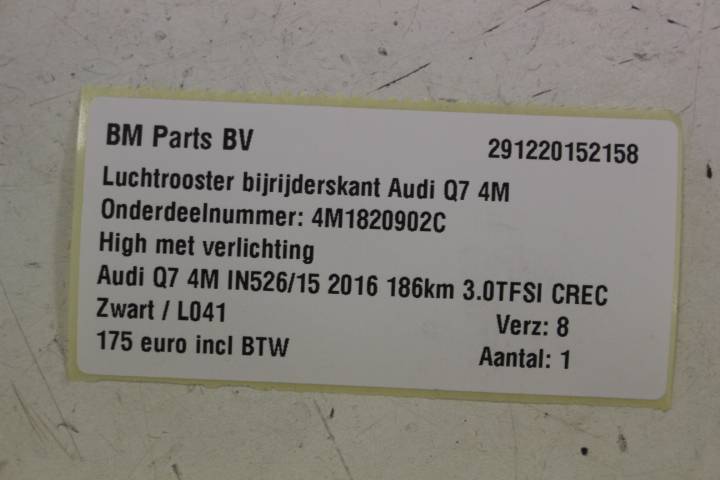 BM Parts BV 291220152158
Luchtrooster bijrijderskant Audi Q7 4M
Onderdeelnummer: 4M1820902C
High met verlichting
Audi Q7 4M IN526/15 2016 186km 3.0TFSI CREC
Zwart / L041 Verz: 8
175 euro incl BTW Aantal: 1